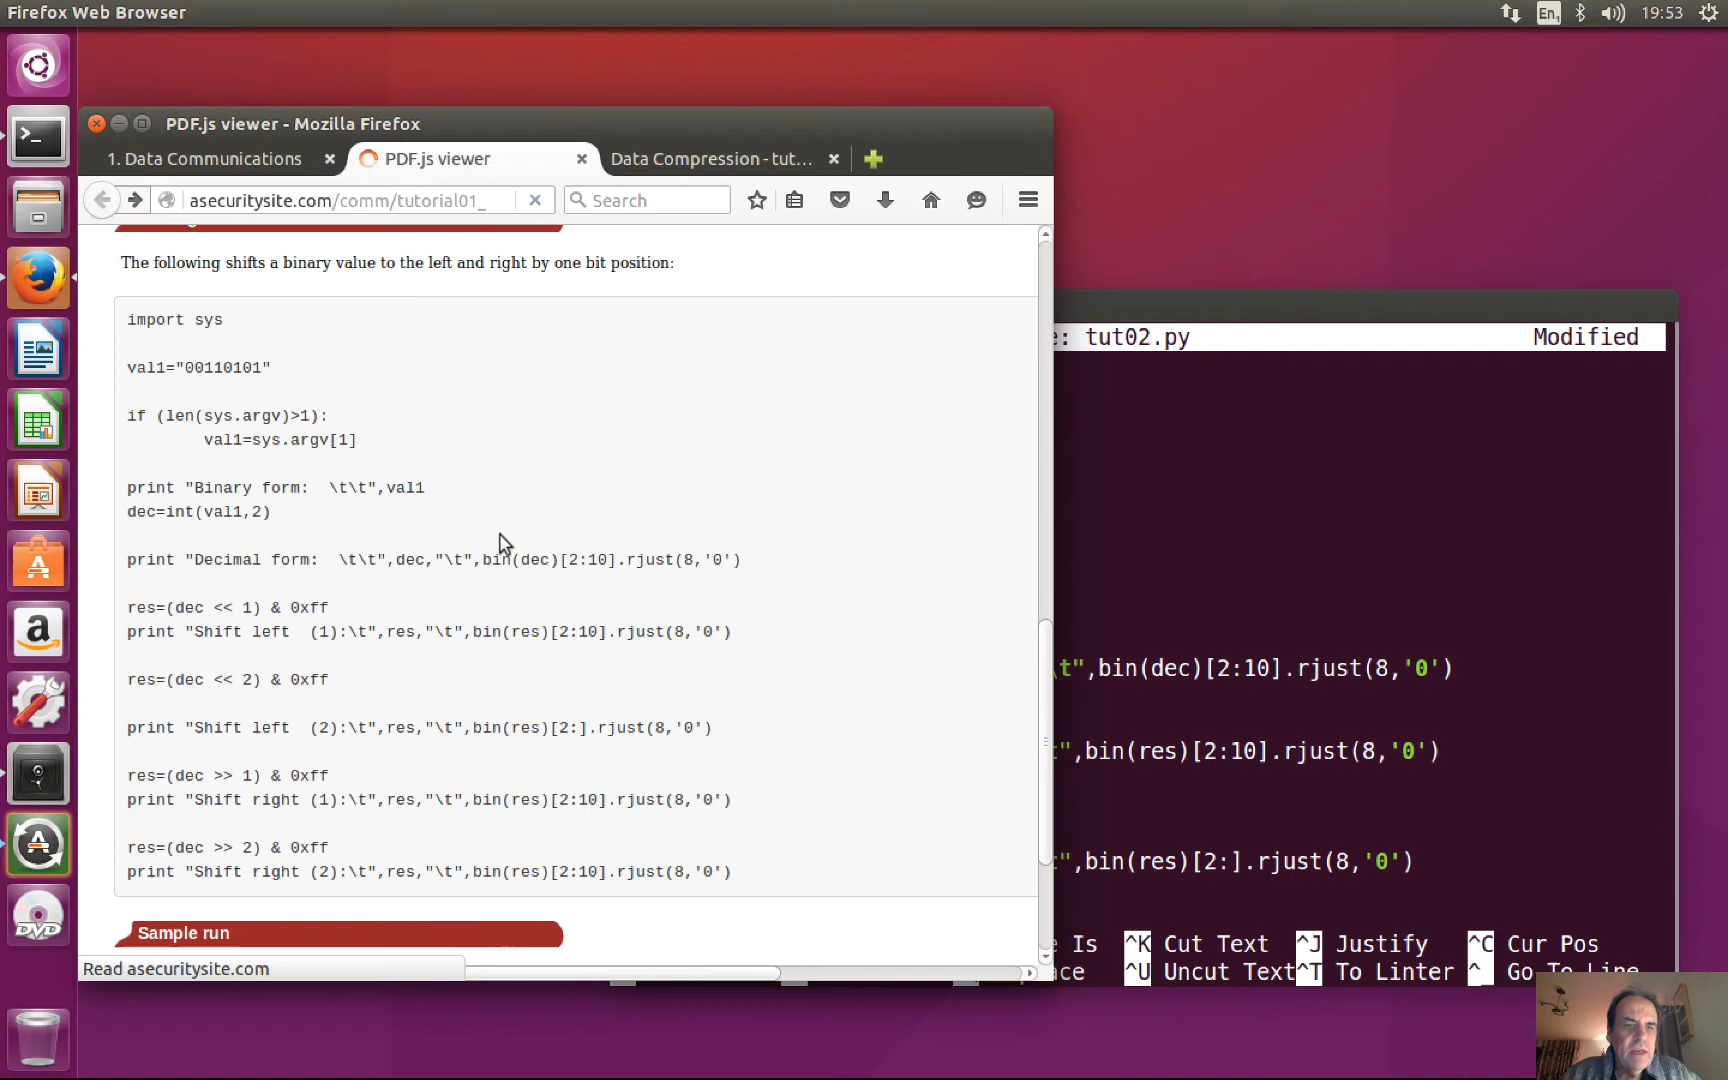 Firefox Web Browser
En1
19:53
PDF.js viewer - Mozilla Firefox
1. Data Communications
PDF.js viewer
Data Compression - tut...
asecuritysite.com/comm/tutorial01_
Search
The following shifts a binary value to the left and right by one bit position:
import sys
val1="00110101"
if (len(sys.argv)>1):
val1=sys.argv[1]
print "Binary form:  \t\t",val1
dec=int(val1,2)
print "Decimal form:  \t\t",dec,"\t",bin(dec)[2:10].rjust(8,'0')
res=(dec << 1) & 0xff
print "Shift left  (1):\t",res,"\t",bin(res)[2:10].rjust(8,'0')
res=(dec << 2) & 0xff
print "Shift left  (2):\t",res,"\t",bin(res)[2:].rjust(8,'0')
res=(dec >> 1) & 0xff
print "Shift right (1):\t",res,"\t",bin(res)[2:10].rjust(8,'0')
res=(dec >> 2) & 0xff
print "Shift right (2):\t",res,"\t",bin(res)[2:10].rjust(8,'0')
Sample run
Read asecuritysite.com
e: tut02.py
Modified
\t",bin(dec)[2:10].rjust(8,'0')
t",bin(res)[2:10].rjust(8,'0')
t",bin(res)[2:].rjust(8,'0')
e Is ^K Cut Text ^J Justify ^C Cur Pos
ace ^U Uncut Text ^T To Linter ^_ Go To Line